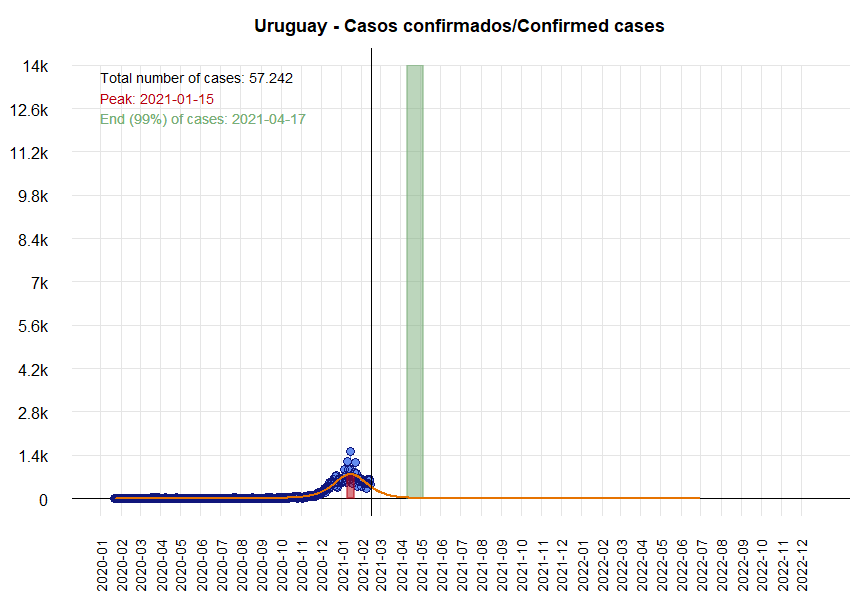 Uruguay - Casos confirmados/Confirmed cases
14k
12.6k
11.2k
9.8k
8.4k
7k
5.6k
4.2k
2.8k
1.4k
0
Total number of cases: 57.242
Peak: 2021-01-15
End (99%) of cases: 2021-04-17
2020-01
2020-02
2020-03
2020-04
2020-05
2020-06
2020-07
2020-08
2020-09
2020-10
2020-11
2020-12
2021-01
2021-02
2021-03
2021-04
2021-05
2021-06
2021-07
2021-08
2021-09
2021-10
2021-11
2021-12
2022-01
2022-02
2022-03
2022-04
2022-05
2022-06
2022-07
2022-08
2022-09
2022-10
2022-11
2022-12